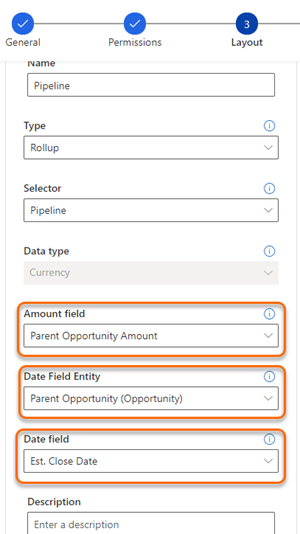 General
Permissions
3
Layout
Name
Pipeline
Type
Rollup
Selector
Pipeline
Data type
Currency
Amount field
Parent Opportunity Amount
Date Field Entity
Parent Opportunity (Opportunity)
Date field
Est. Close Date
Description
Enter a description